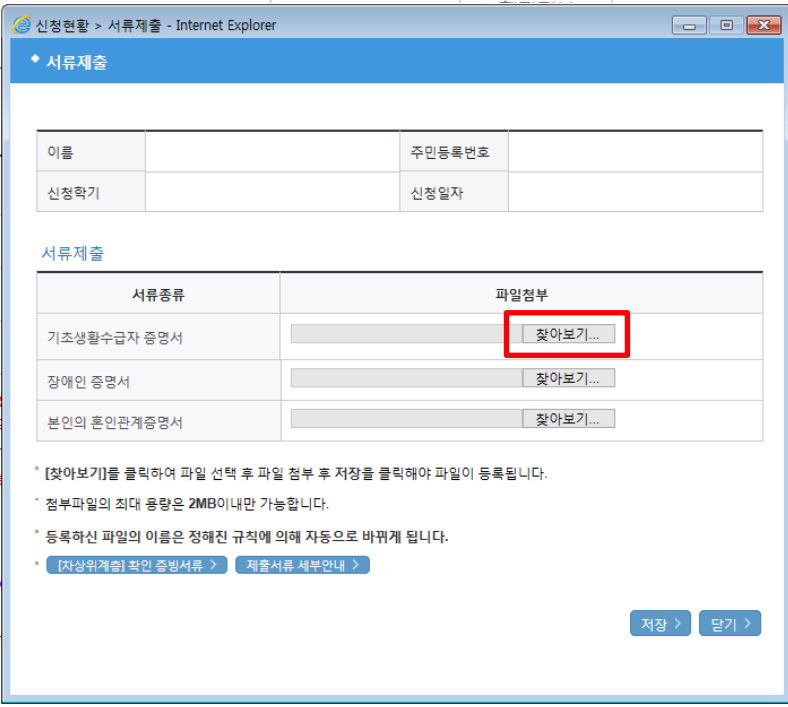 신청현황 > 서류제출 - Internet Explorer
서류제출
이름 주민등록번호
신청학기 신청일자
서류제출
서류종류 파일첨부
기초생활수급자 증명서 찾아보기...
장애인 증명서 찾아보기...
본인의 혼인관계증명서 찾아보기...
[찾아보기]를 클릭하여 파일 선택 후 파일 첨부 후 저장을 클릭해야 파일이 등록됩니다.
첨부파일의 최대 용량은 2MB이내만 가능합니다.
등록하신 파일의 이름은 정해진 규칙에 의해 자동으로 바뀌게 됩니다.
[차상위계층] 확인 증빙서류 > 제출서류 세부안내 >
저장 > 닫기 >